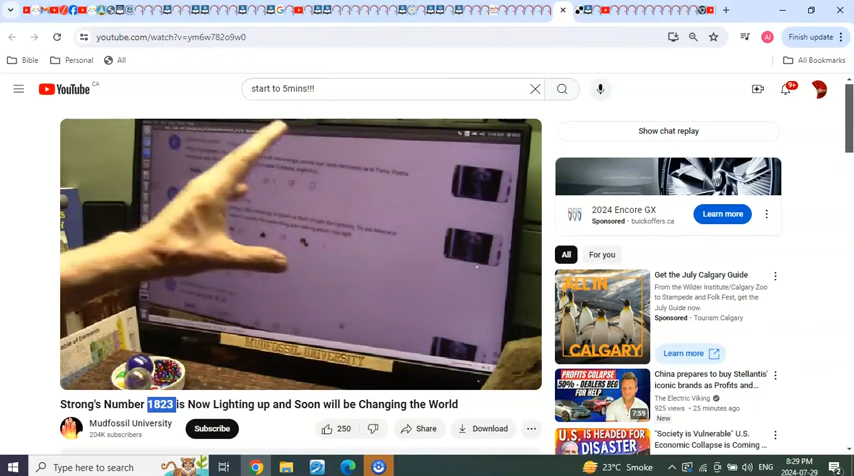 Finish update
youtube.com/watch?v=ym6w782o9w0
Bible
Personal
All
All Bookmarks
YouTube CA
start to 5mins!!!
9+
Show chat replay
2024 Encore GX
Sponsored · buickoffers.ca
Learn more
All
For you
ALL IN
CALGARY
Get the July Calgary Guide
From the Wilder Institute/Calgary Zoo
to Stampede and Folk Fest, get the
July Guide now.
Sponsored · Tourism Calgary
Learn more
PROFITS COLLAPSE
50% - DEALERS BEG
FOR HELP
7:59
China prepares to buy Stellantis'
iconic brands as Profits and...
The Electric Viking
925 views · 25 minutes ago
New
U.S. IS HEADED FOR
DISASTER
"Society is Vulnerable" U.S.
Economic Collapse is Coming ...
MUDFOSSIL UNIVERSITY
Strong's Number 1823 is Now Lighting up and Soon will be Changing the World
Mudfossil University
204K subscribers
Subscribe
250
Share
Download
Type here to search
23°C Smoke
ENG
8:29 PM
2024-07-29